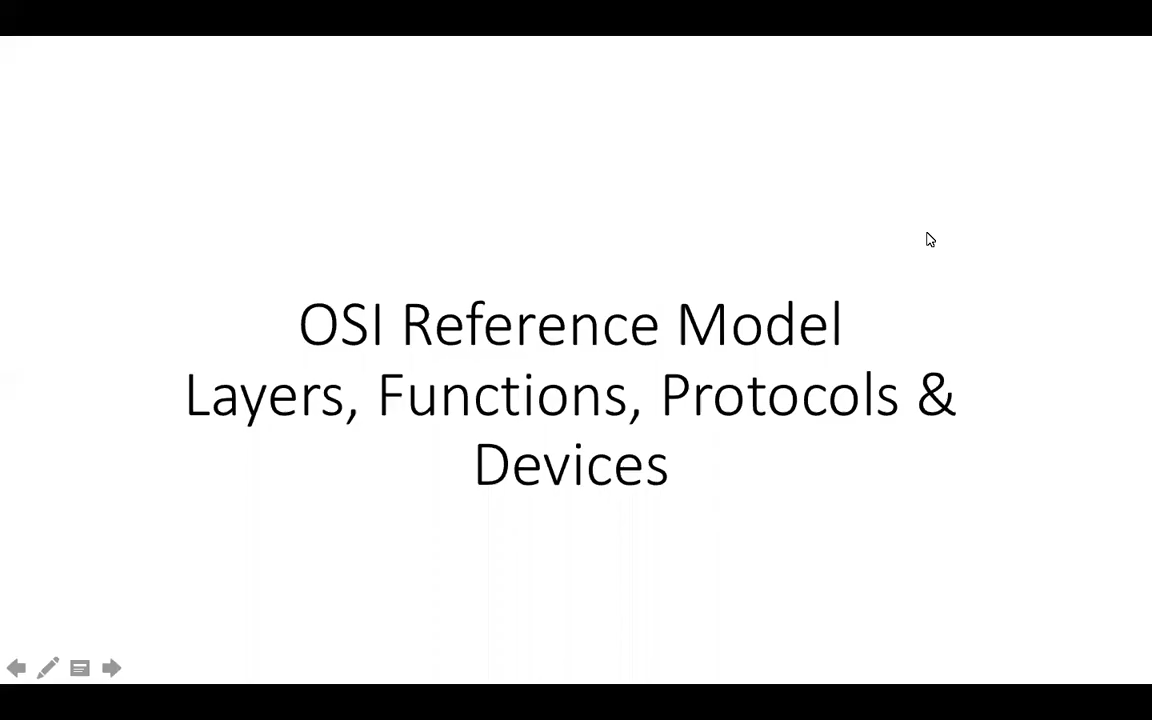 OSI Reference Model
Layers, Functions, Protocols &
Devices